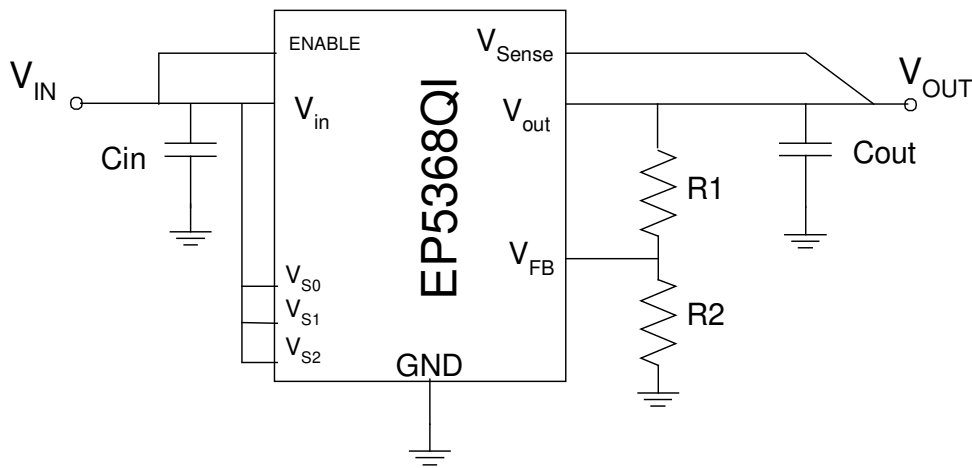 ENABLE
V_Sense
V_IN
V_OUT
V_in
V_out
Cin
Cout
EP5368QI
R1
V_FB
V_S0
V_S1
R2
V_S2
GND